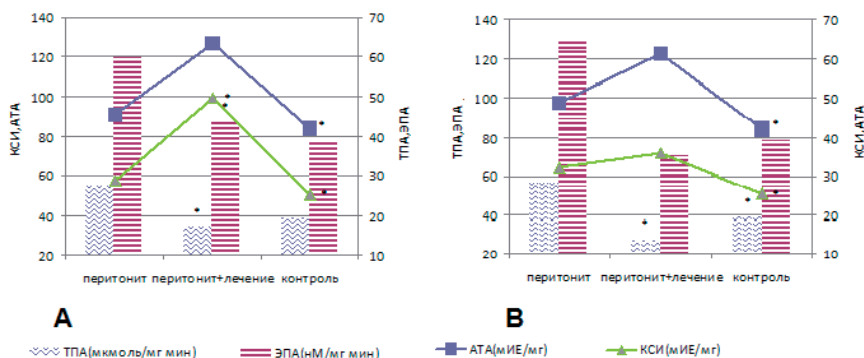 140
120
100
80
60
40
20
КСИ,АТА
70
60
50
40
30
20
10
ТПА,ЭПА
* * * * *
перитонит перитонит+лечение контроль
140
120
100
80
60
40
20
ТПА,ЭПА
70
60
50
40
30
20
10
КСИ,АТА
* * * *
перитонит перитонит+лечение контроль
А В
ТПА(мкмоль/мг мин) ЭПА(нМ/мг мин) АТА(мИЕ/мг) КСИ(мИЕ/мг)